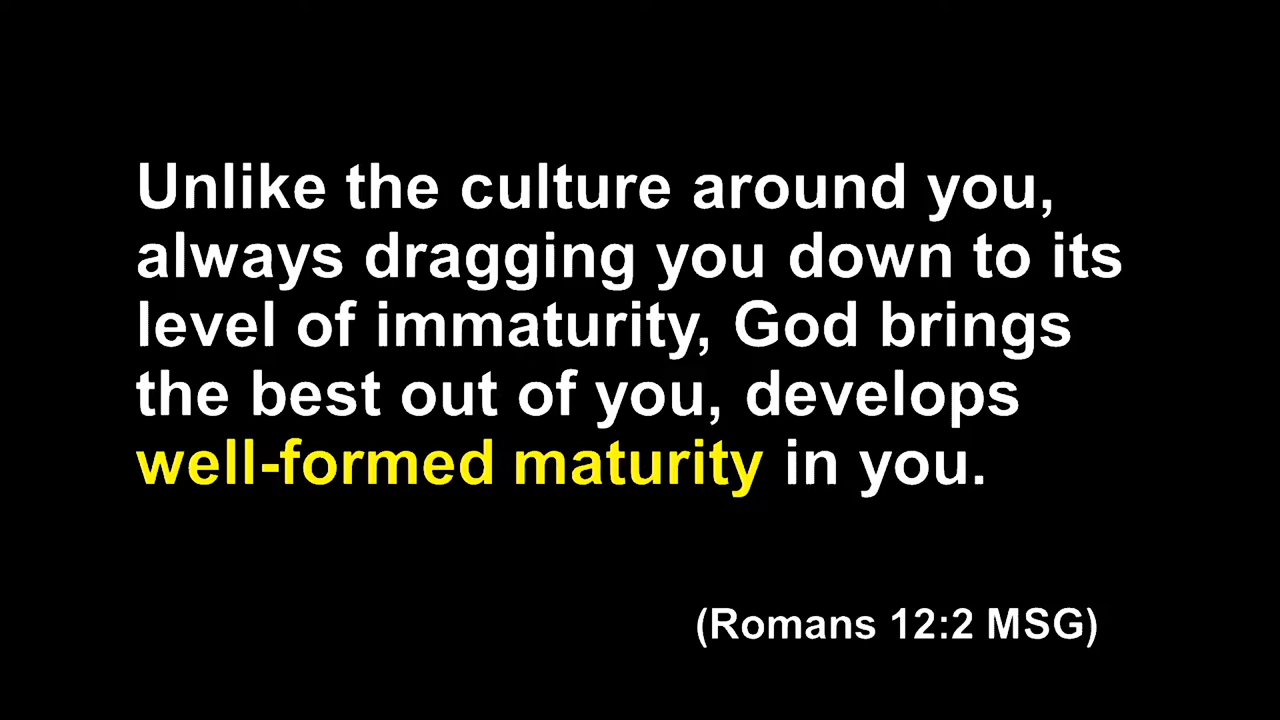 Unlike the culture around you,
always dragging you down to its
level of immaturity, God brings
the best out of you, develops
well-formed maturity in you.
(Romans 12:2 MSG)